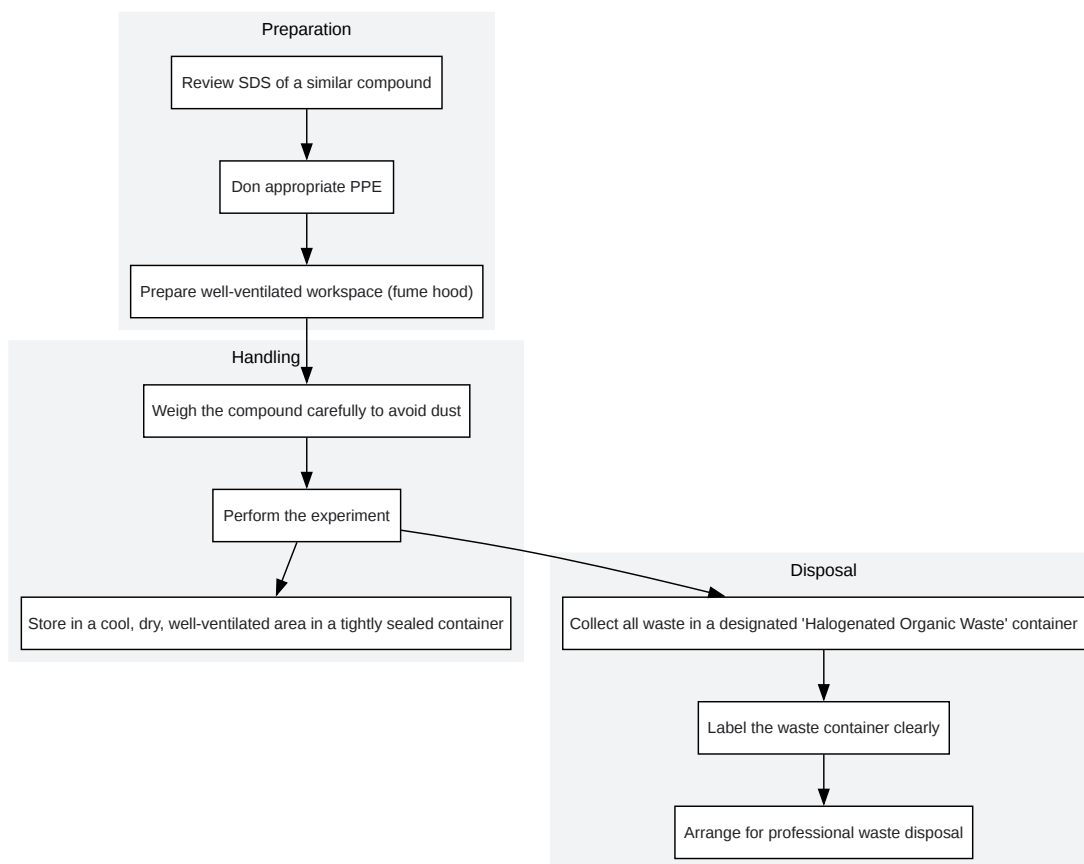 Preparation
Review SDS of a similar compound
Don appropriate PPE
Prepare well-ventilated workspace (fume hood)
Handling
Weigh the compound carefully to avoid dust
Perform the experiment
Store in a cool, dry, well-ventilated area in a tightly sealed container
Disposal
Collect all waste in a designated 'Halogenated Organic Waste' container
Label the waste container clearly
Arrange for professional waste disposal